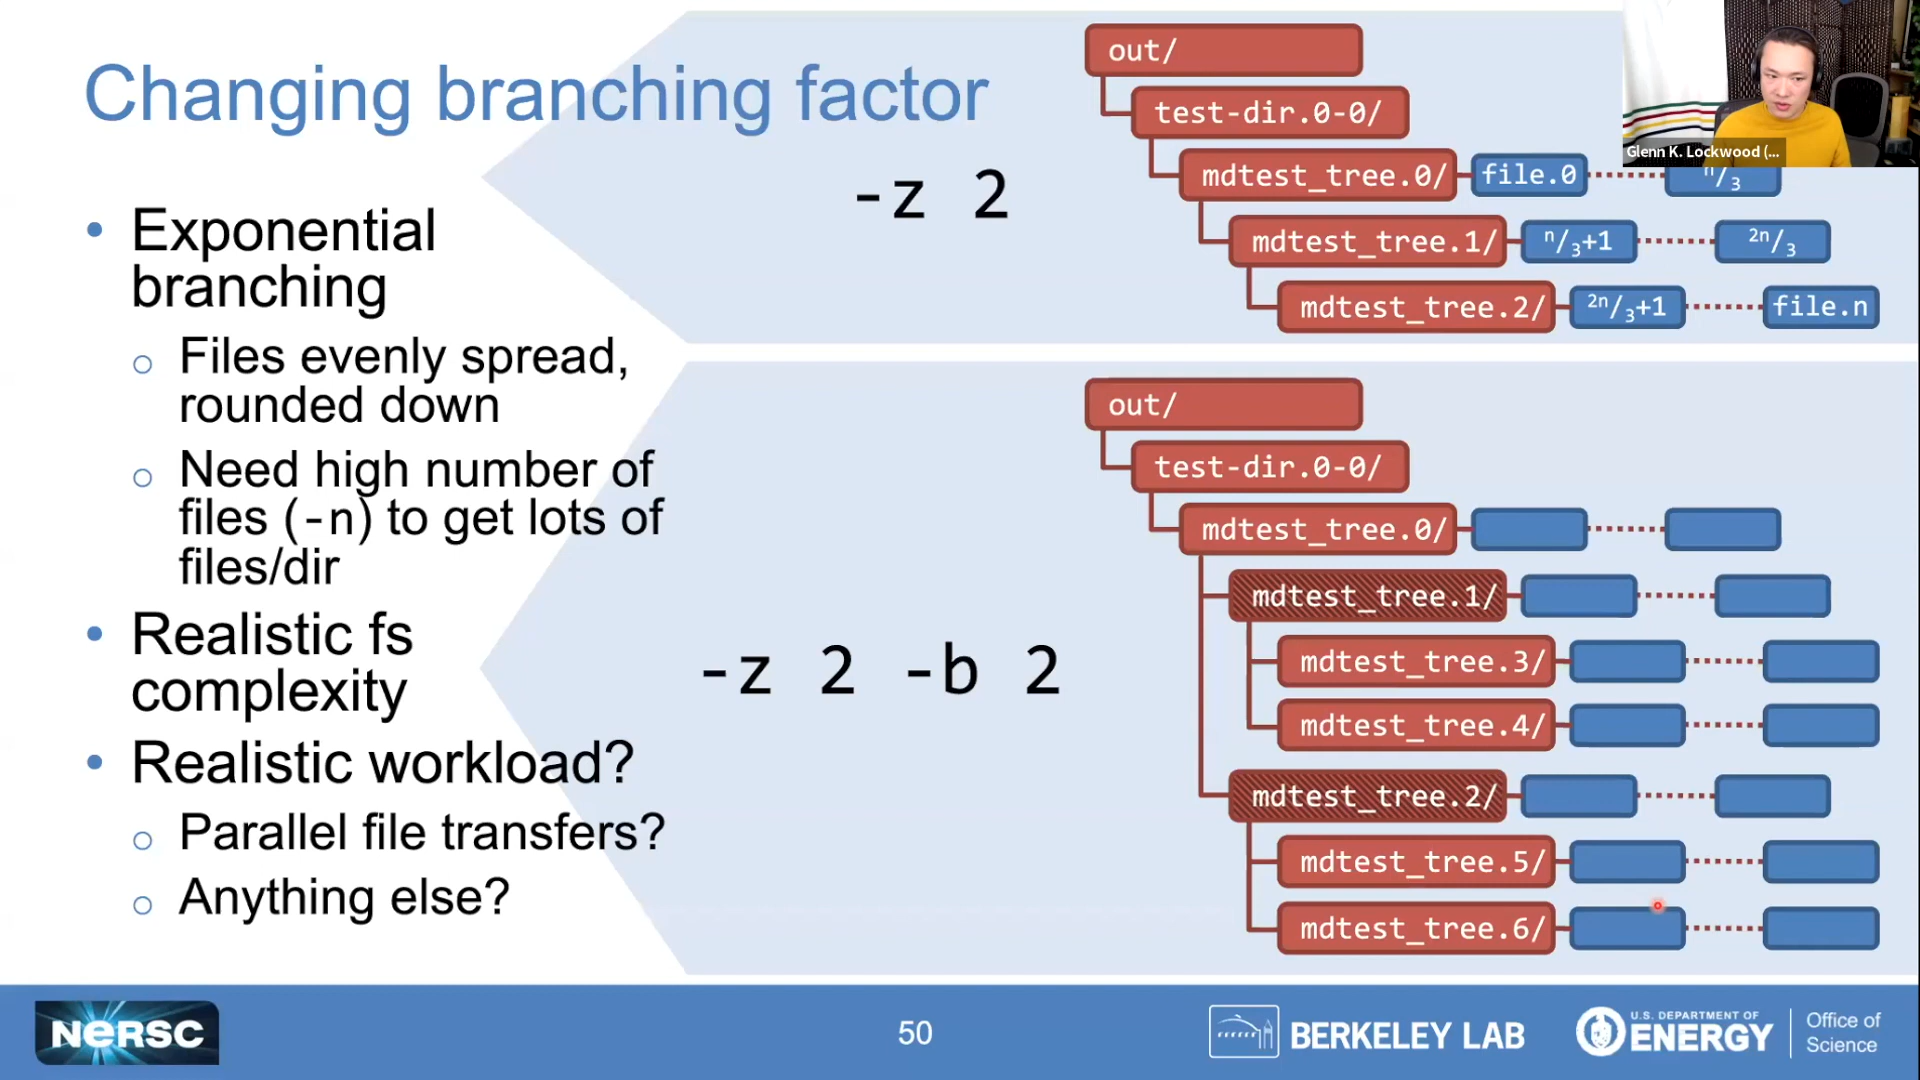 Changing branching factor
• Exponential
branching
○ Files evenly spread,
rounded down
○ Need high number of
files (-n) to get lots of
files/dir
• Realistic fs
complexity
• Realistic workload?
○ Parallel file transfers?
○ Anything else?
-z 2
out/
test-dir.0-0/
mdtest_tree.0/ file.0 n/3
mdtest_tree.1/ n/3+1 2n/3
mdtest_tree.2/ 2n/3+1 file.n
-z 2 -b 2
out/
test-dir.0-0/
mdtest_tree.0/
mdtest_tree.1/
mdtest_tree.3/
mdtest_tree.4/
mdtest_tree.2/
mdtest_tree.5/
mdtest_tree.6/
Glenn K. Lockwood (...
NERSC
50
BERKELEY LAB
U.S. DEPARTMENT OF
ENERGY
Office of
Science